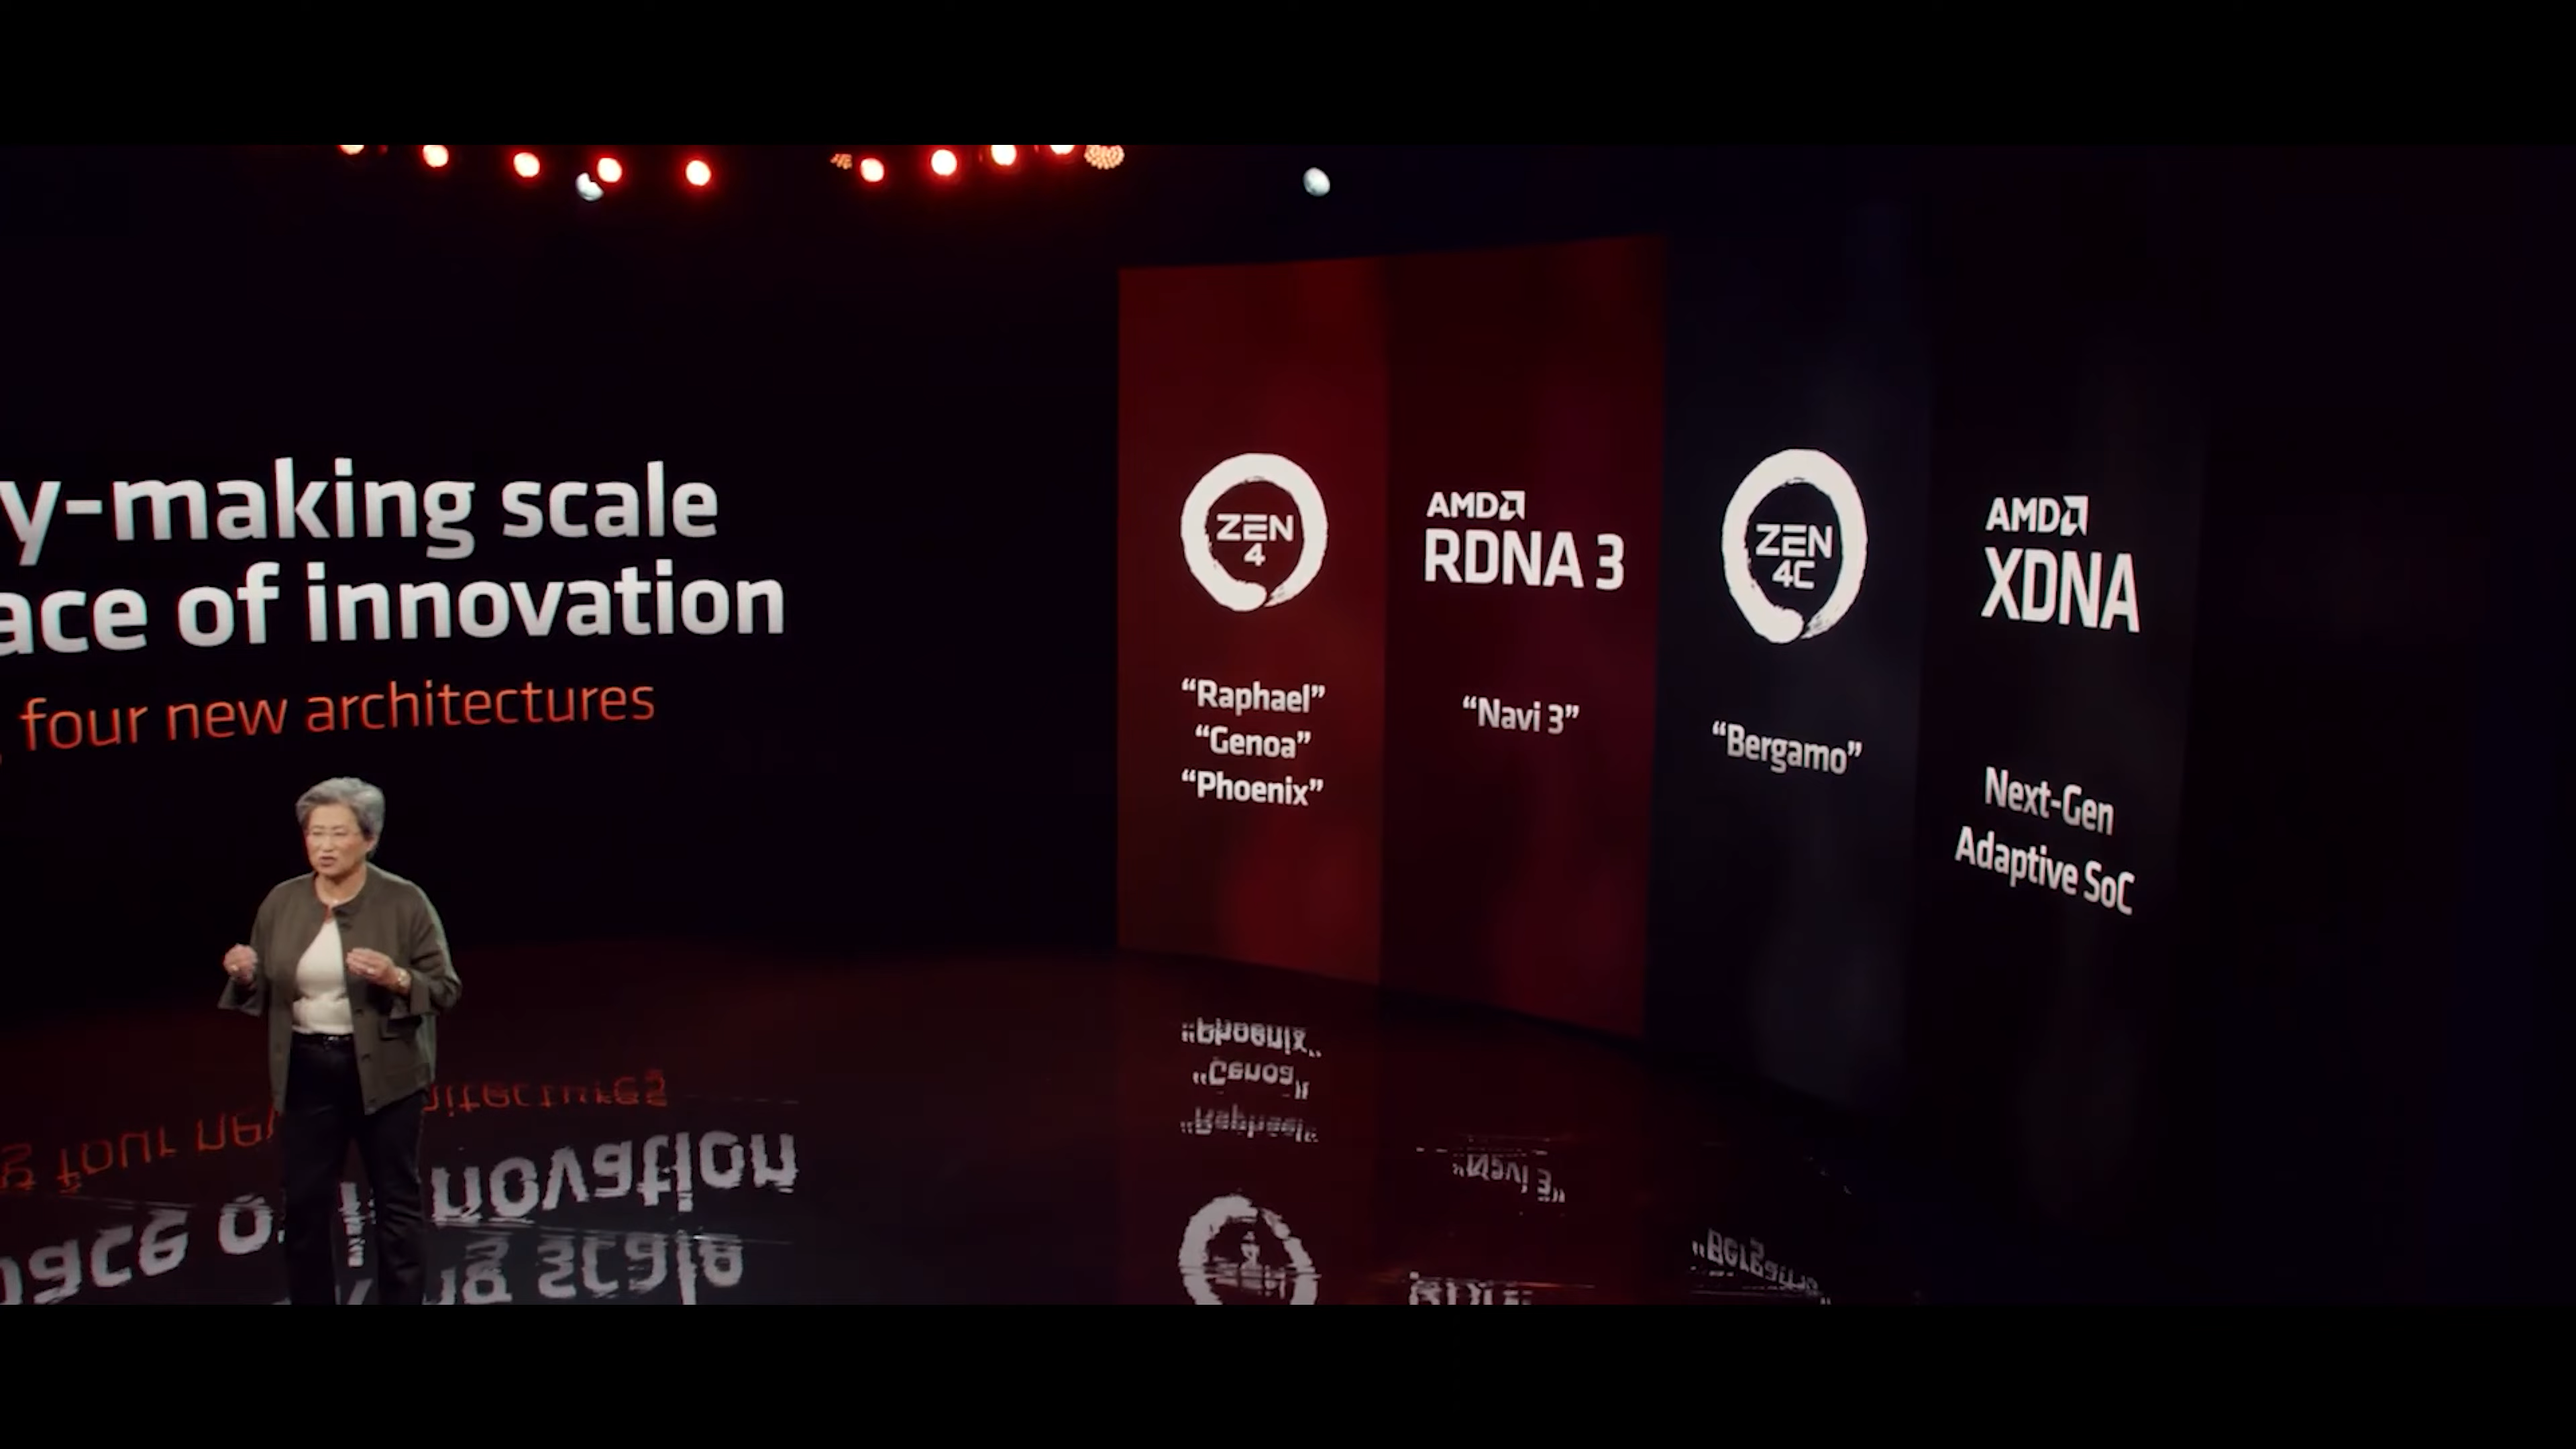 y-making scale
ace of innovation
four new architectures
ZEN
4
"Raphael"
"Genoa"
"Phoenix"
AMD
RDNA 3
"Navi 3"
ZEN
4C
"Bergamo"
AMD
XDNA
Next-Gen
Adaptive SoC